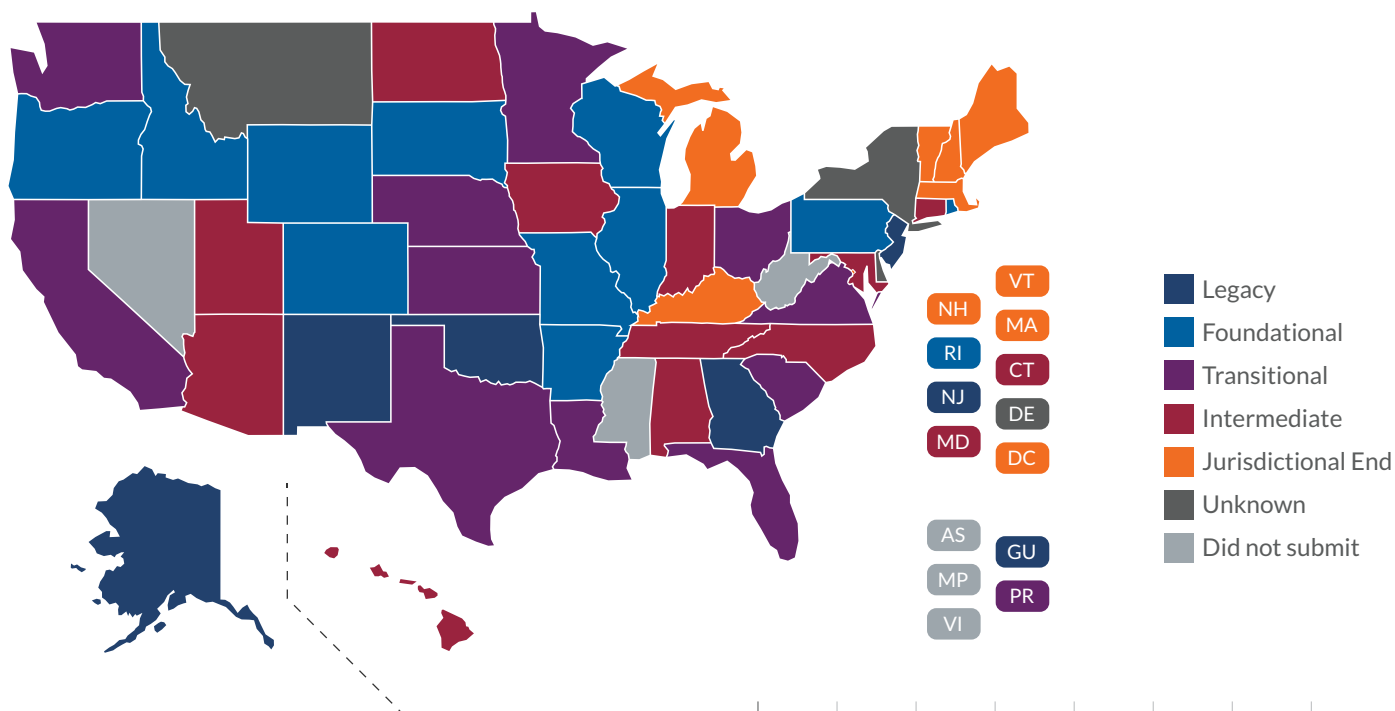 VT
NH
MA
RI
CT
NJ
DE
MD
DC
AS
GU
MP
PR
VI
Legacy
Foundational
Transitional
Intermediate
Jurisdictional End
Unknown
Did not submit